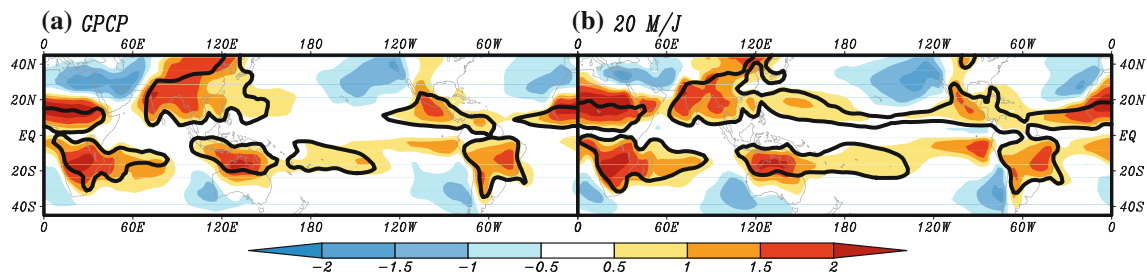 (a) GPCP
(b) 20 M/J
0 60E 120E 180 120W 60W 0 60E 120E 180 120W 60W 0
40N 40N
20N 20N
EQ EQ
20S 20S
40S 40S
0 60E 120E 180 120W 60W 0 60E 120E 180 120W 60W 0
-2 -1.5 -1 -0.5 0.5 1 1.5 2